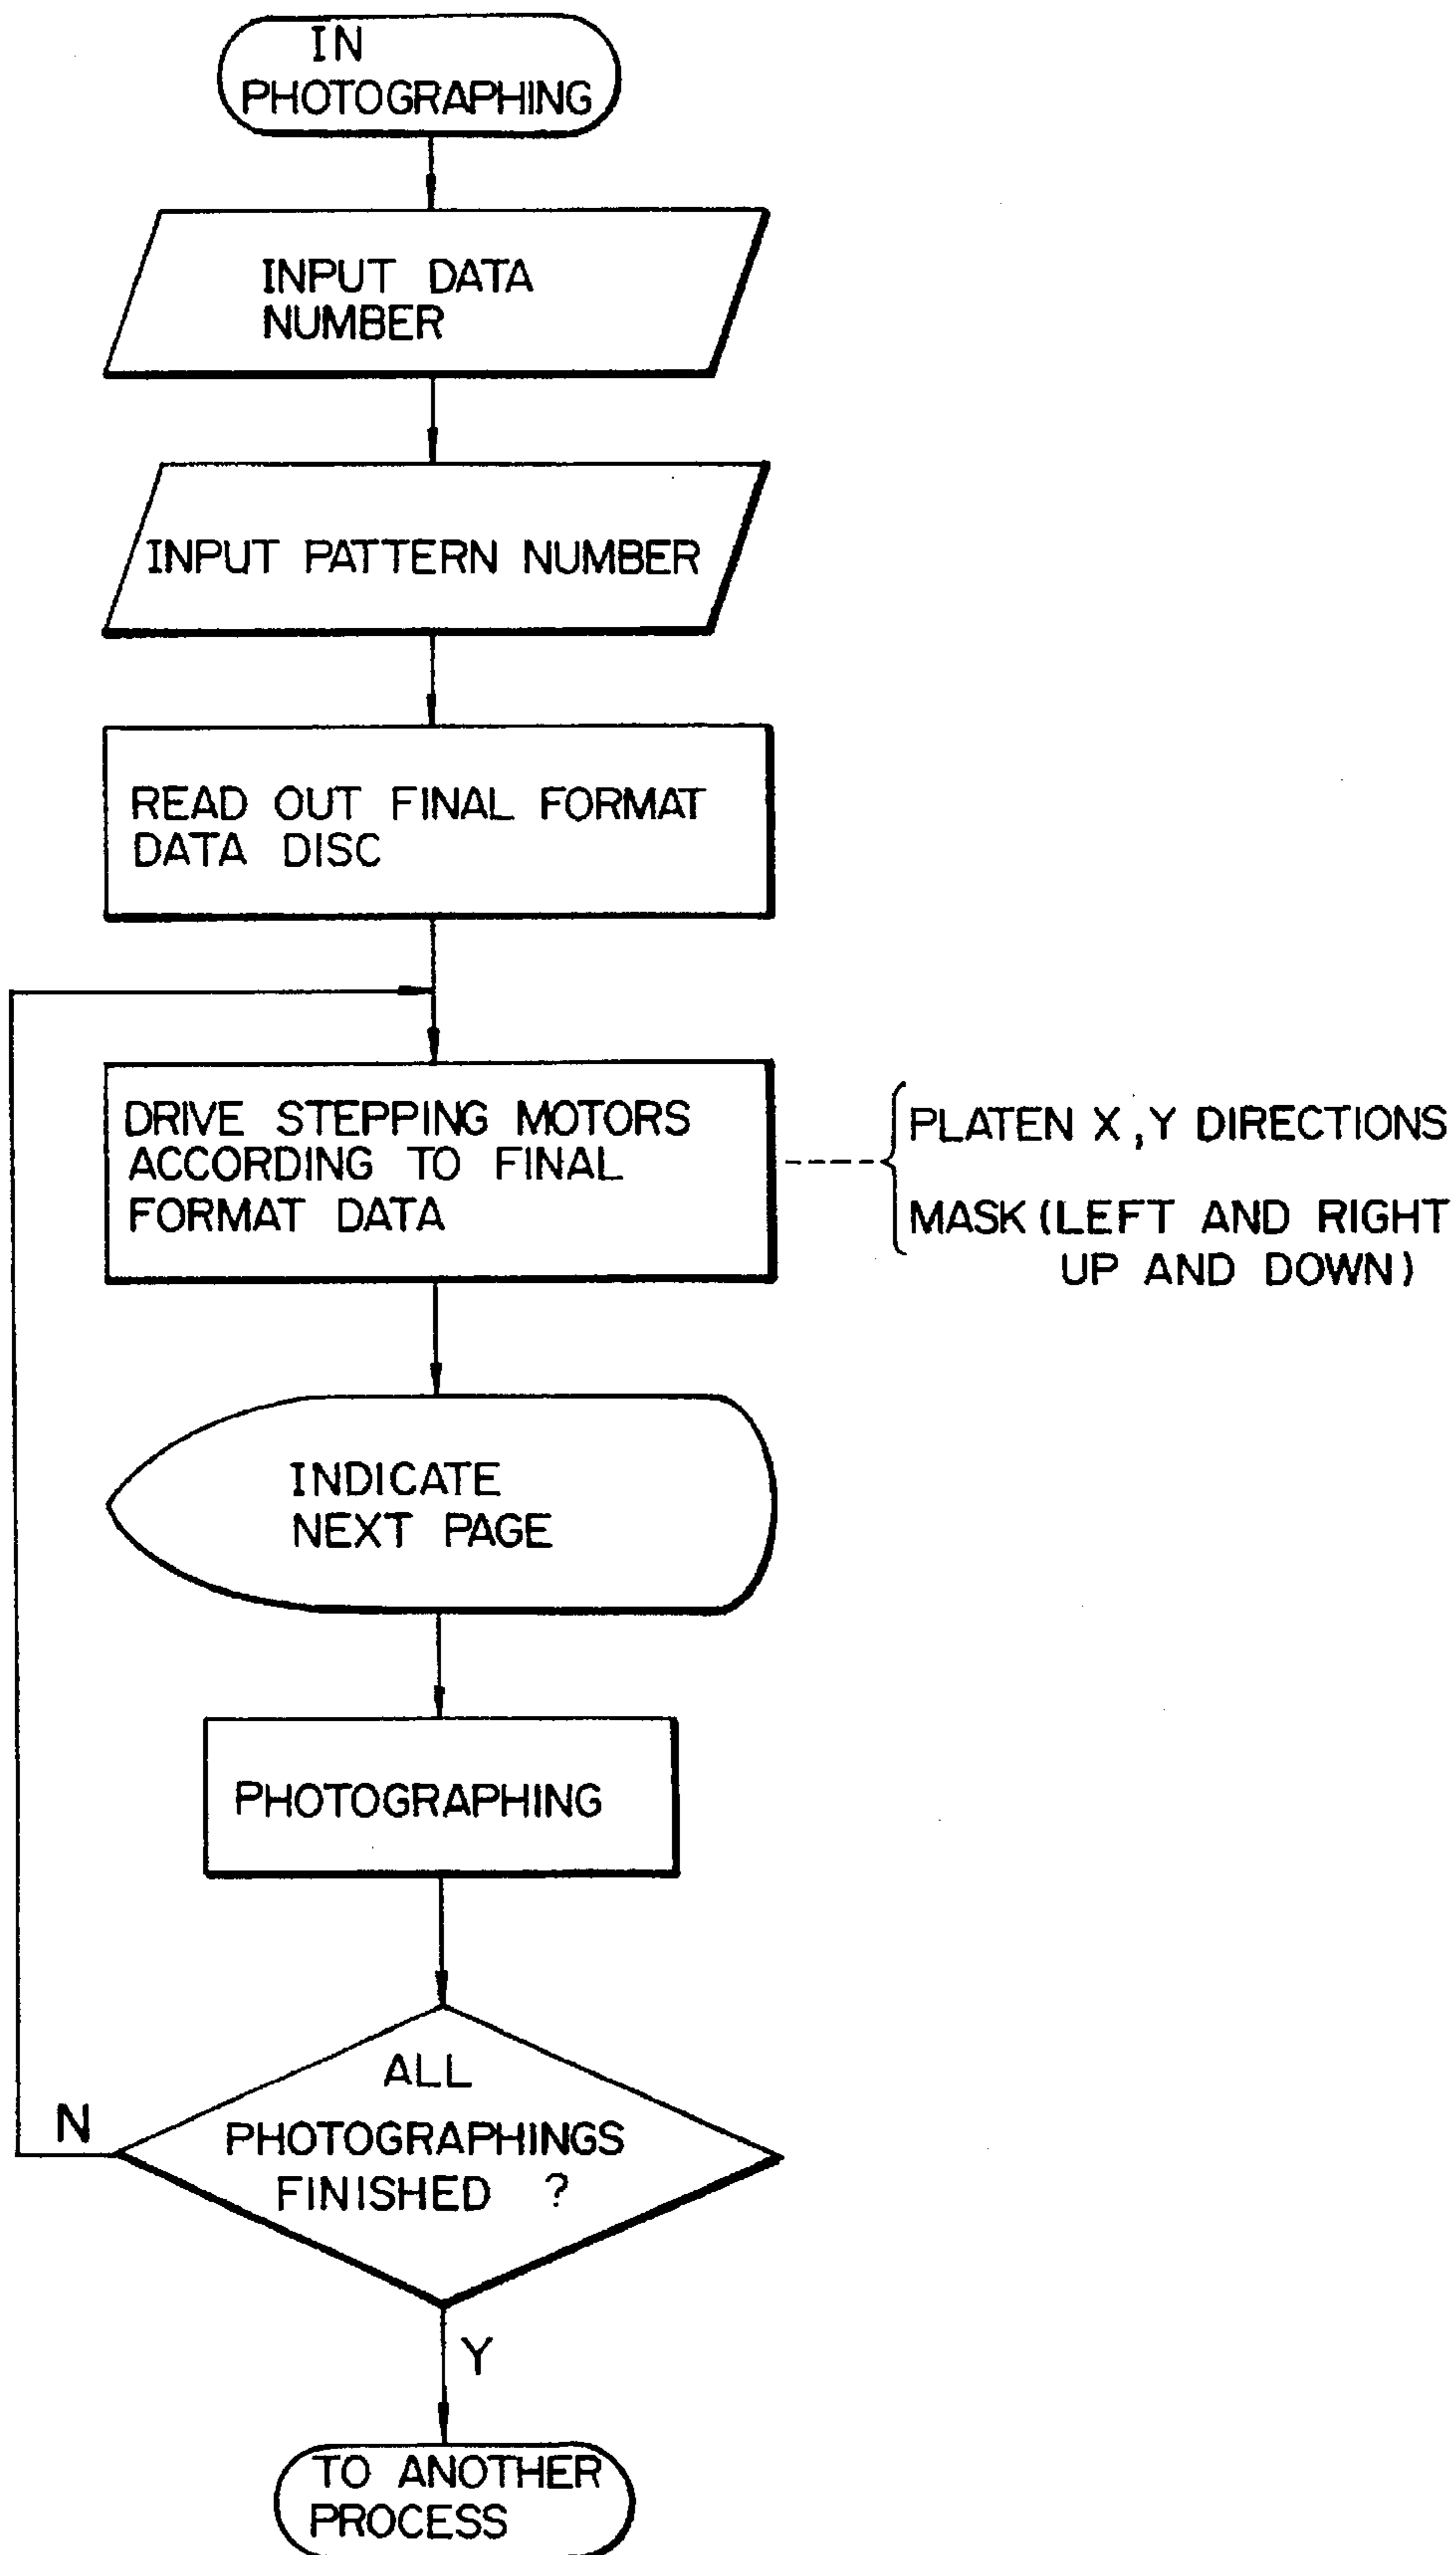 IN
PHOTOGRAPHING
INPUT DATA
NUMBER
INPUT PATTERN NUMBER
READ OUT FINAL FORMAT
DATA DISC
DRIVE STEPPING MOTORS
ACCORDING TO FINAL
FORMAT DATA
PLATEN X,Y DIRECTIONS
MASK (LEFT AND RIGHT
UP AND DOWN)
INDICATE
NEXT PAGE
PHOTOGRAPHING
ALL
PHOTOGRAPHINGS
FINISHED ?
N
Y
TO ANOTHER
PROCESS